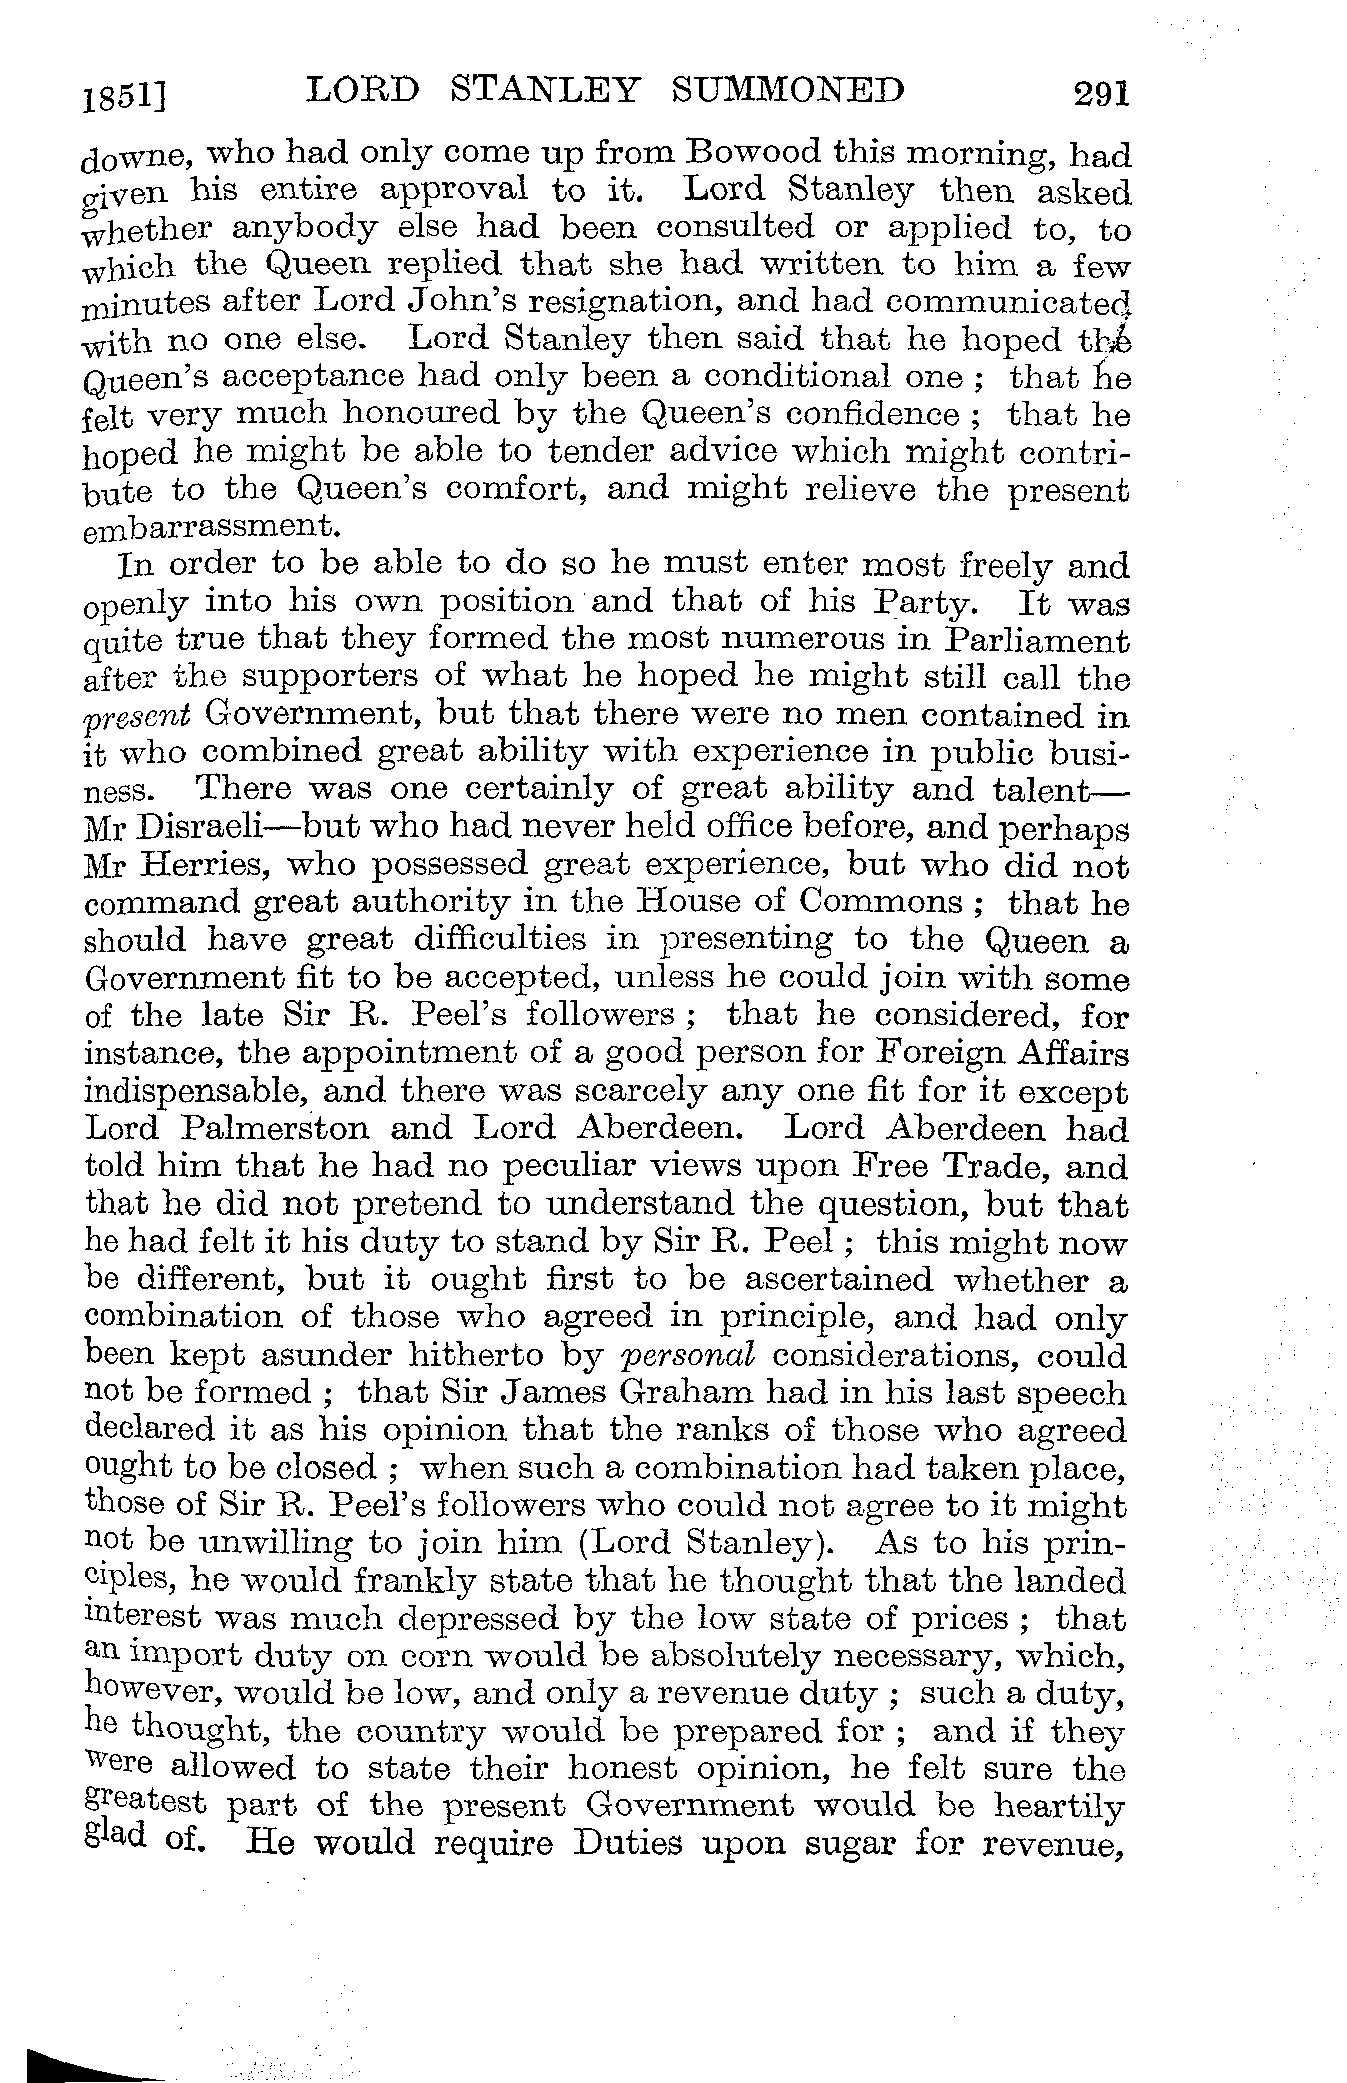 1851] LORD STANLEY SUMMONED 291
downe, who had only come up from Bowood this morning, had
given his entire approval to it. Lord Stanley then asked
whether anybody else had been consulted or applied to, to
which the Queen replied that she had written to him a few
minutes after Lord John's resignation, and had communicated
with no one else. Lord Stanley then said that he hoped the
Queen's acceptance had only been a conditional one ; that he
felt very much honoured by the Queen's confidence ; that he
hoped he might be able to tender advice which might contri-
bute to the Queen's comfort, and might relieve the present
embarrassment.
In order to be able to do so he must enter most freely and
openly into his own position and that of his Party. It was
quite true that they formed the most numerous in Parliament
after the supporters of what he hoped he might still call the
present Government, but that there were no men contained in
it who combined great ability with experience in public busi-
ness. There was one certainly of great ability and talent—
Mr Disraeli—but who had never held office before, and perhaps
Mr Herries, who possessed great experience, but who did not
command great authority in the House of Commons ; that he
should have great difficulties in presenting to the Queen a
Government fit to be accepted, unless he could join with some
of the late Sir R. Peel's followers ; that he considered, for
instance, the appointment of a good person for Foreign Affairs
indispensable, and there was scarcely any one fit for it except
Lord Palmerston and Lord Aberdeen. Lord Aberdeen had
told him that he had no peculiar views upon Free Trade, and
that he did not pretend to understand the question, but that
he had felt it his duty to stand by Sir R. Peel ; this might now
be different, but it ought first to be ascertained whether a
combination of those who agreed in principle, and had only
been kept asunder hitherto by personal considerations, could
not be formed ; that Sir James Graham had in his last speech
declared it as his opinion that the ranks of those who agreed
ought to be closed ; when such a combination had taken place,
those of Sir R. Peel's followers who could not agree to it might
not be unwilling to join him (Lord Stanley). As to his prin-
ciples, he would frankly state that he thought that the landed
interest was much depressed by the low state of prices ; that
an import duty on corn would be absolutely necessary, which,
however, would be low, and only a revenue duty ; such a duty,
he thought, the country would be prepared for ; and if they
were allowed to state their honest opinion, he felt sure the
greatest part of the present Government would be heartily
glad of. He would require Duties upon sugar for revenue,